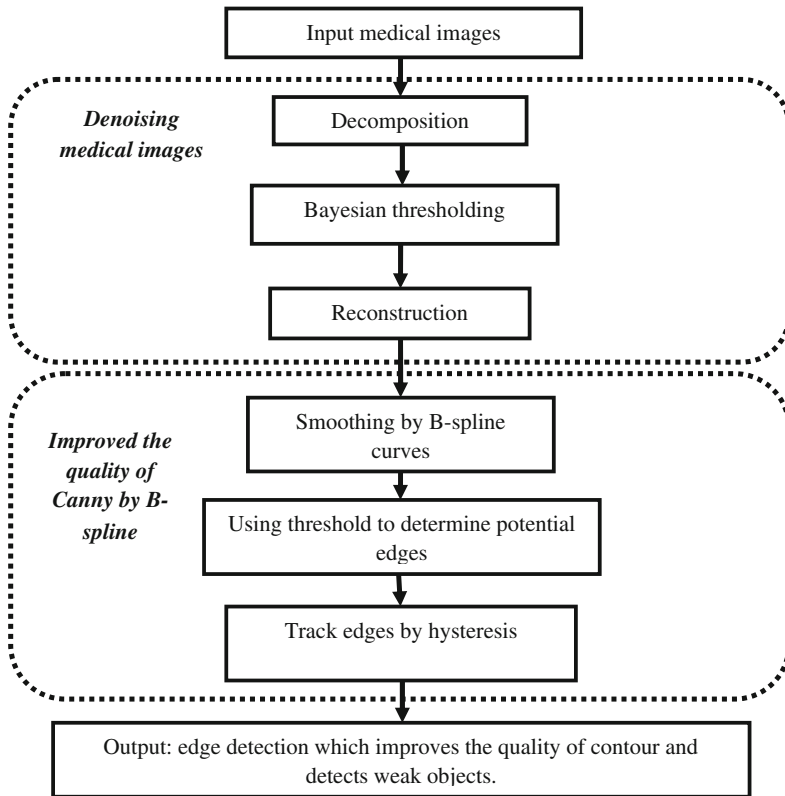 Input medical images
Denoising
medical images
Decomposition
Bayesian thresholding
Reconstruction
Improved the
quality of
Canny by B-
spline
Smoothing by B-spline
curves
Using threshold to determine potential
edges
Track edges by hysteresis
Output: edge detection which improves the quality of contour and
detects weak objects.